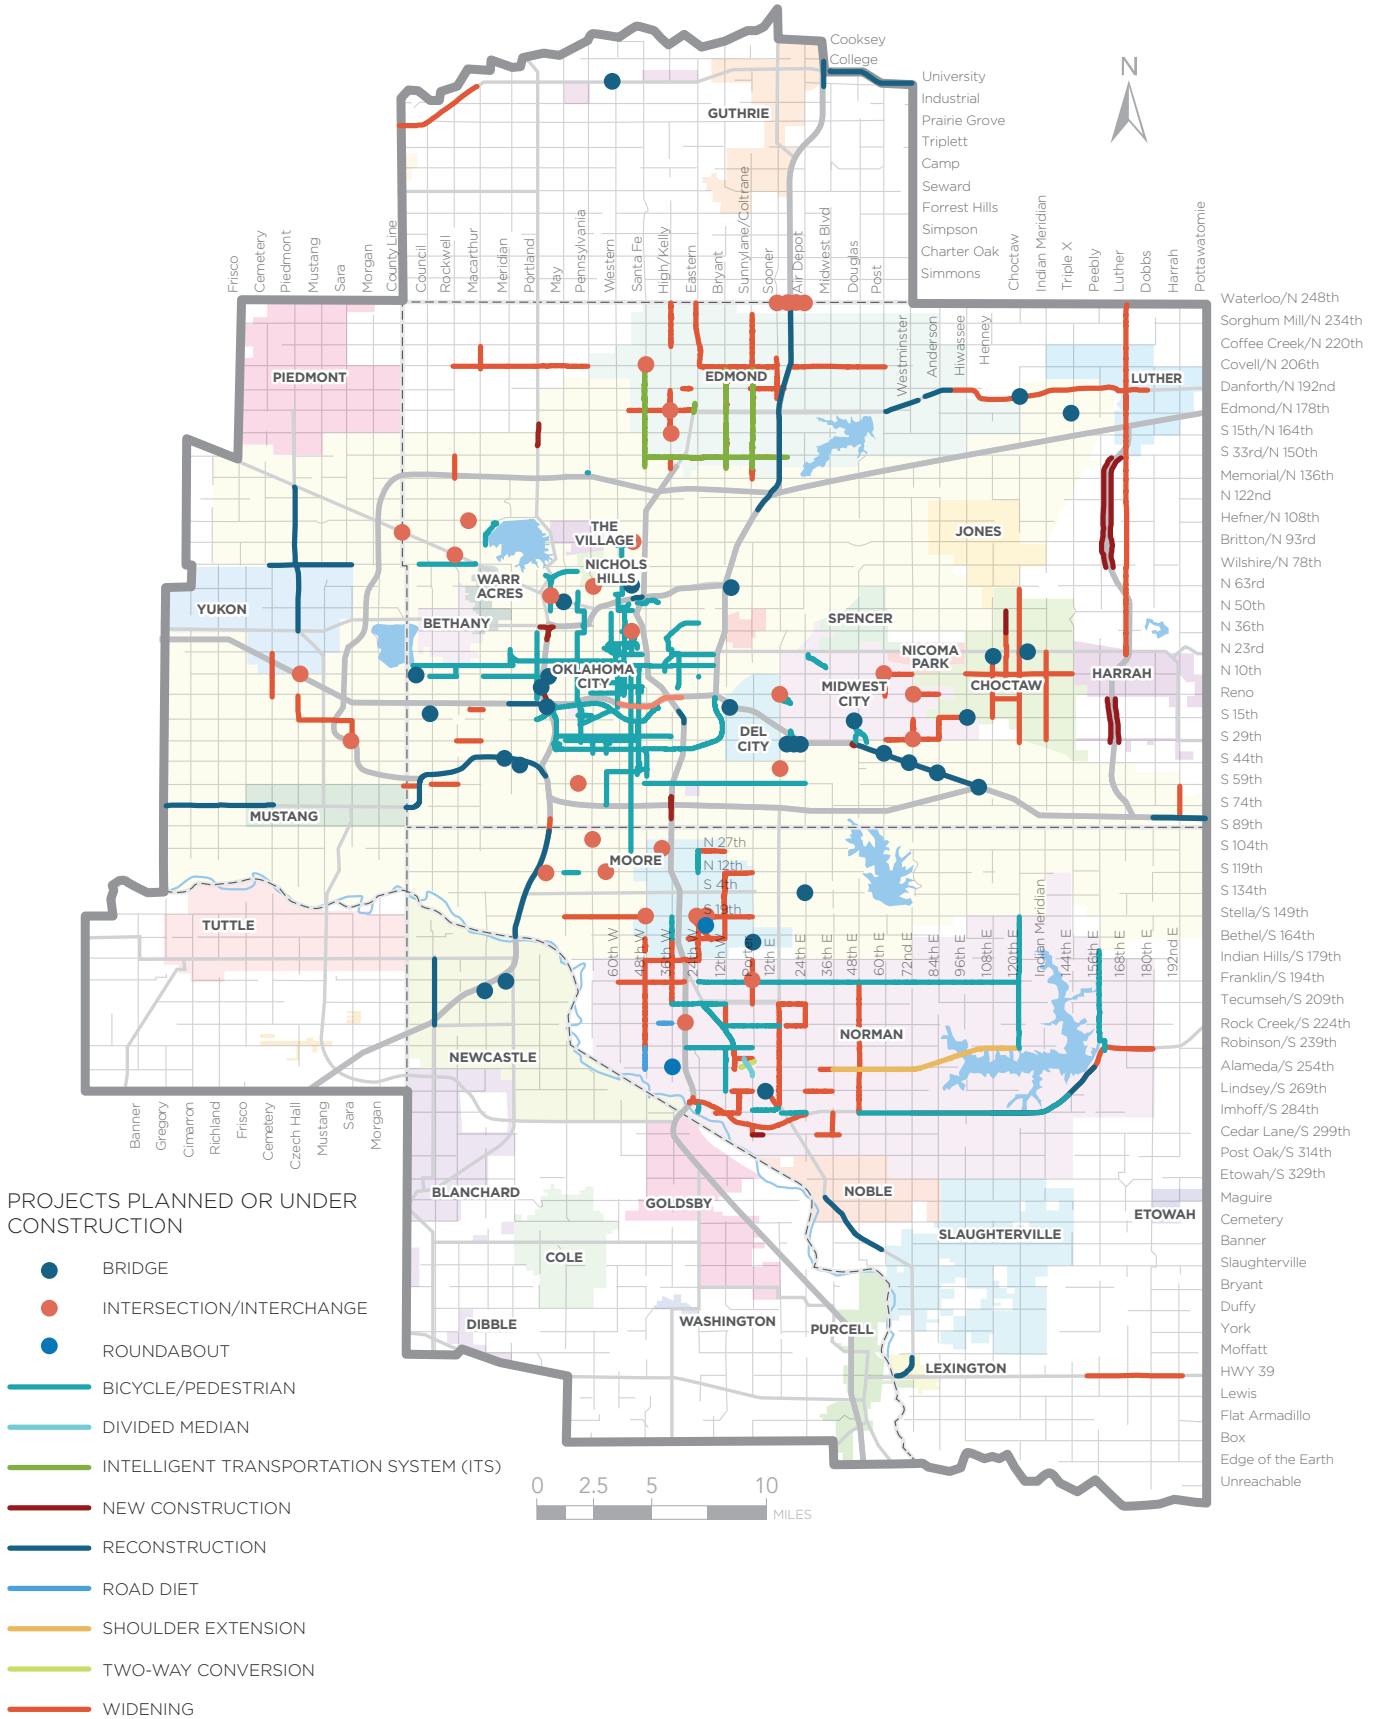 Cooksey
College
University
Industrial
Prairie Grove
Triplett
Camp
Seward
Forrest Hills
Simpson
Charter Oak
Simmons
N
GUTHRIE
Frisco
Cemetery
Piedmont
Mustang
Sara
Morgan
County Line
Council
Rockwell
Macarthur
Meridian
Portland
May
Pennsylvania
Western
Santa Fe
High/Kelly
Eastern
Bryant
Sunnylane/Coltrane
Sooner
Air Depot
Midwest Blvd
Douglas
Post
Westminster
Anderson
Hiwassee
Henney
Choctaw
Indian Meridian
Triple X
Peebly
Luther
Dobbs
Harrah
Pottawatomie
Waterloo/N 248th
Sorghum Mill/N 234th
Coffee Creek/N 220th
Covell/N 206th
Danforth/N 192nd
Edmond/N 178th
S 15th/N 164th
S 33rd/N 150th
Memorial/N 136th
N 122nd
Hefner/N 108th
Britton/N 93rd
Wilshire/N 78th
N 63rd
N 50th
N 36th
N 23rd
N 10th
Reno
S 15th
S 29th
S 44th
S 59th
S 74th
S 89th
S 104th
S 119th
S 134th
Stella/S 149th
Bethel/S 164th
Indian Hills/S 179th
Franklin/S 194th
Tecumseh/S 209th
Rock Creek/S 224th
Robinson/S 239th
Alameda/S 254th
Lindsey/S 269th
Imhoff/S 284th
Cedar Lane/S 299th
Post Oak/S 314th
Etowah/S 329th
Maguire
Cemetery
Banner
Slaughterville
Bryant
Duffy
York
Moffatt
HWY 39
Lewis
Flat Armadillo
Box
Edge of the Earth
Unreachable
PIEDMONT
EDMOND
LUTHER
THE
VILLAGE
JONES
NICHOLS
HILLS
WARR
ACRES
YUKON
BETHANY
SPENCER
NICOMA
PARK
OKLAHOMA
CITY
MIDWEST
CITY
CHOCTAW
HARRAH
DEL
CITY
MUSTANG
MOORE
N 27th
N 12th
S 4th
S 19th
TUTTLE
60th W
48th W
36th W
24th W
12th W
Porter
12th E
24th E
36th E
48th E
60th E
72nd E
84th E
96th E
108th E
120th E
Indian Meridian
144th E
156th E
168th E
180th E
192nd E
NORMAN
NEWCASTLE
Banner
Gregory
Cimarron
Richland
Frisco
Cemetery
Czech Hall
Mustang
Sara
Morgan
BLANCHARD
GOLDSBY
NOBLE
ETOWAH
SLAUGHTERVILLE
COLE
DIBBLE
WASHINGTON
PURCELL
LEXINGTON
PROJECTS PLANNED OR UNDER
CONSTRUCTION
BRIDGE
INTERSECTION/INTERCHANGE
ROUNDABOUT
BICYCLE/PEDESTRIAN
DIVIDED MEDIAN
INTELLIGENT TRANSPORTATION SYSTEM (ITS)
NEW CONSTRUCTION
RECONSTRUCTION
ROAD DIET
SHOULDER EXTENSION
TWO-WAY CONVERSION
WIDENING
0 2.5 5 10
MILES